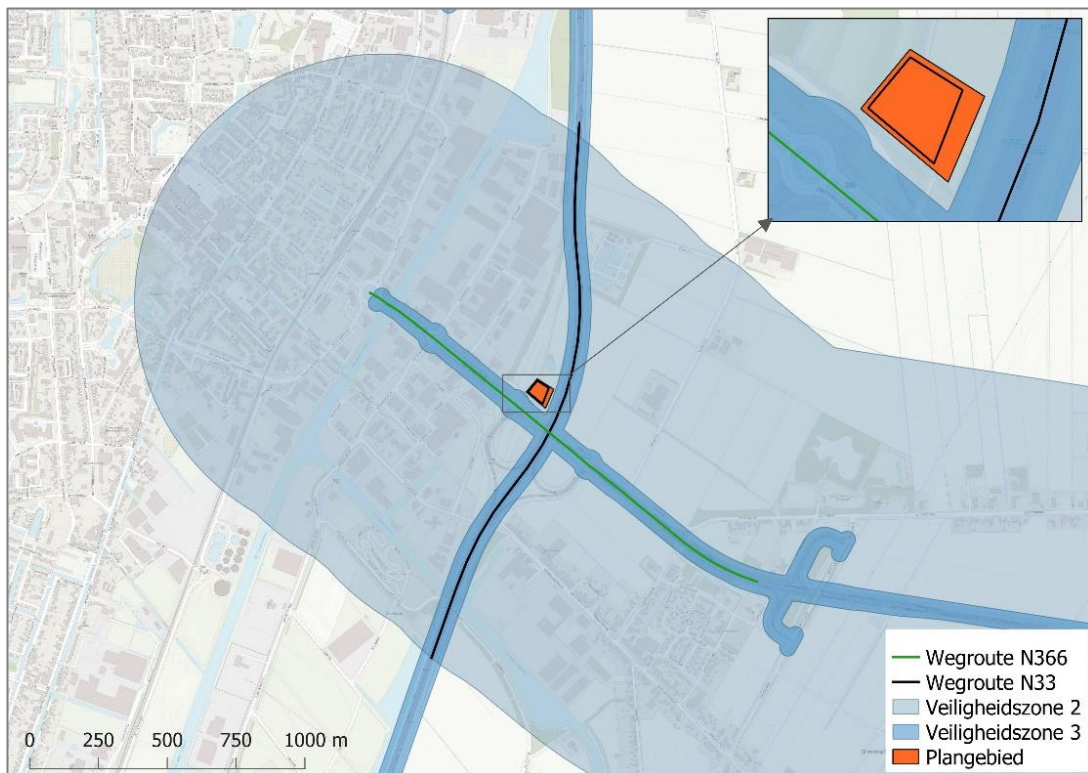 0 250 500 750 1000 m
Wegroute N366
Wegroute N33
Veiligheidszone 2
Veiligheidszone 3
Plangebied